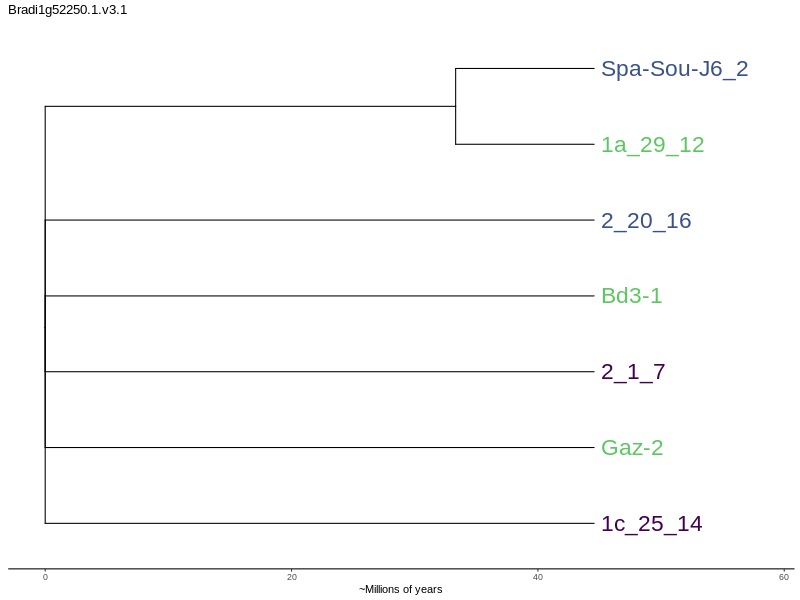 Bradi1g52250.1.v3.1
Spa-Sou-J6_2
1a_29_12
2_20_16
Bd3-1
2_1_7
Gaz-2
1c_25_14
0 20 40 60
~Millions of years